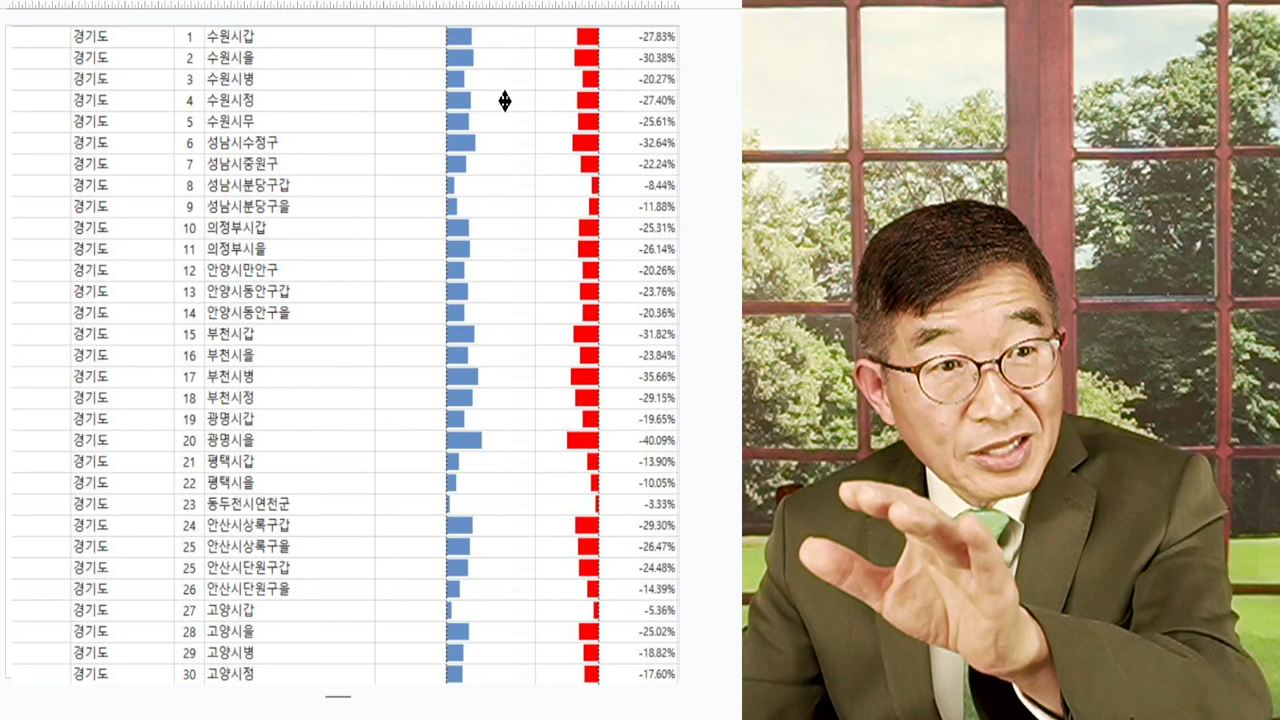 경기도 1 수원시갑 -27.83%
경기도 2 수원시을 -30.38%
경기도 3 수원시병 -20.27%
경기도 4 수원시정 -27.40%
경기도 5 수원시무 -25.61%
경기도 6 성남시수정구 -32.64%
경기도 7 성남시중원구 -22.24%
경기도 8 성남시분당구갑 -8.44%
경기도 9 성남시분당구을 -11.88%
경기도 10 의정부시갑 -25.31%
경기도 11 의정부시을 -26.14%
경기도 12 안양시만안구 -20.26%
경기도 13 안양시동안구갑 -23.76%
경기도 14 안양시동안구을 -20.36%
경기도 15 부천시갑 -31.82%
경기도 16 부천시을 -23.84%
경기도 17 부천시병 -35.66%
경기도 18 부천시정 -29.15%
경기도 19 광명시갑 -19.65%
경기도 20 광명시을 -40.09%
경기도 21 평택시갑 -13.90%
경기도 22 평택시을 -10.05%
경기도 23 동두천시연천군 -3.33%
경기도 24 안산시상록구갑 -29.30%
경기도 25 안산시상록구을 -26.47%
경기도 25 안산시단원구갑 -24.48%
경기도 26 안산시단원구을 -14.39%
경기도 27 고양시갑 -5.36%
경기도 28 고양시을 -25.02%
경기도 29 고양시병 -18.82%
경기도 30 고양시정 -17.60%